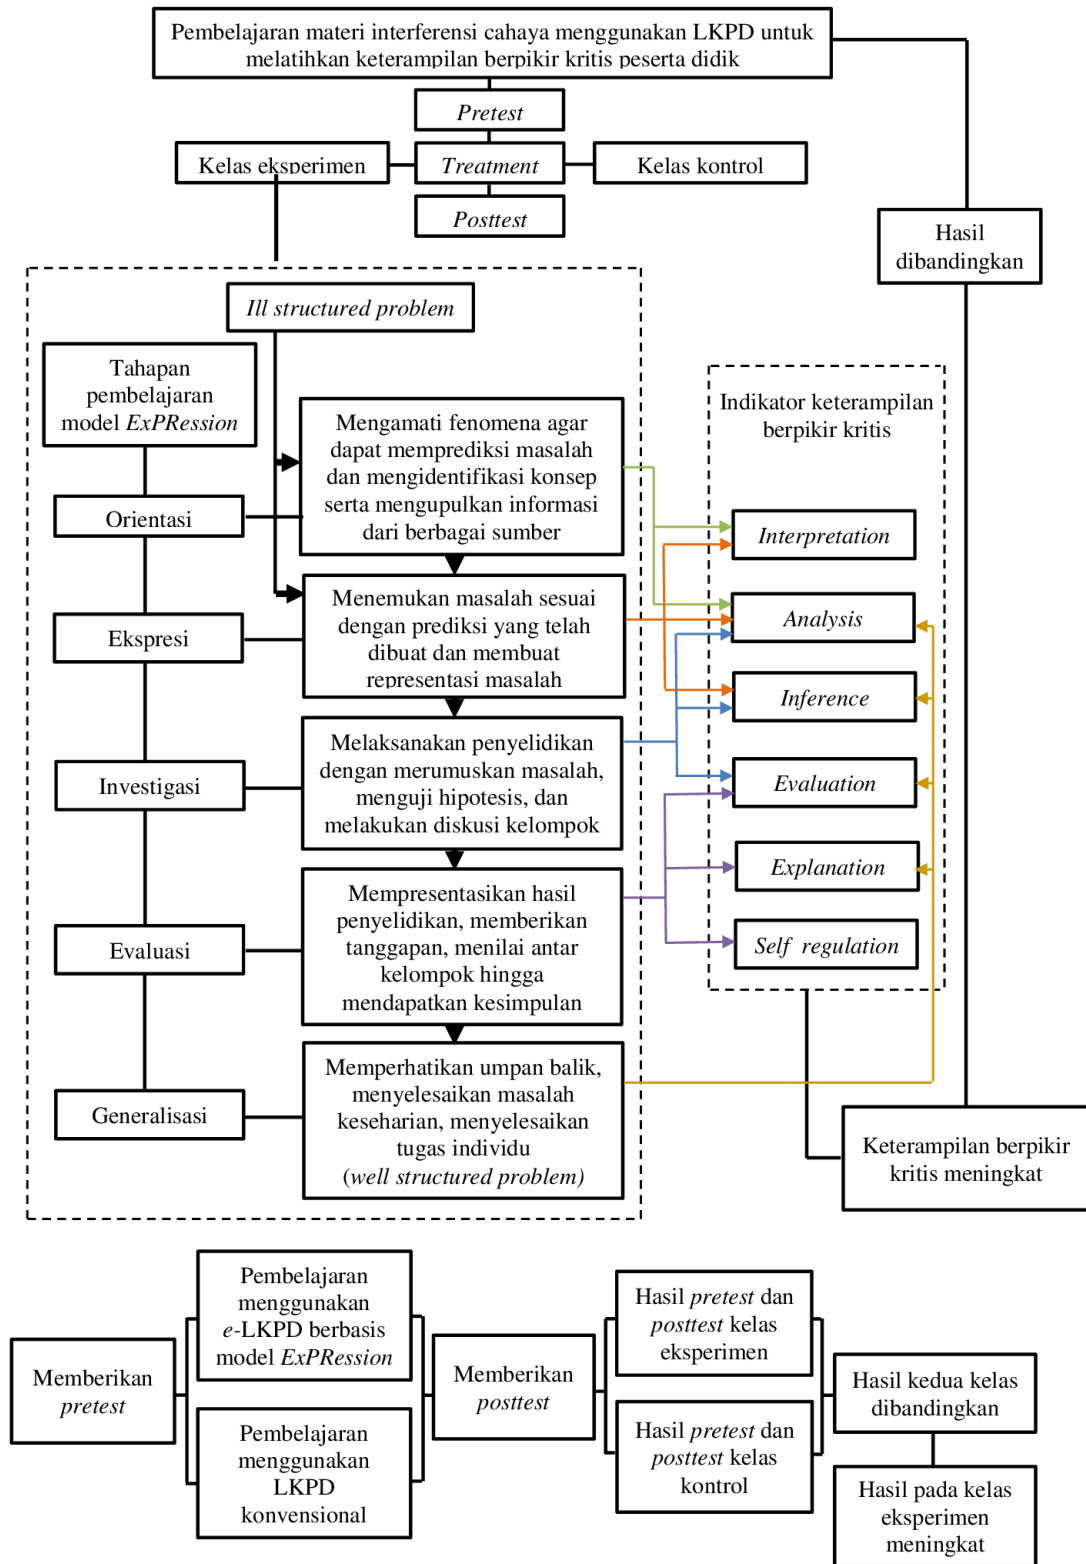 Pembelajaran materi interferensi cahaya menggunakan LKPD untuk
melatihkan keterampilan berpikir kritis peserta didik
Pretest
Kelas eksperimen
Treatment
Kelas kontrol
Posttest
Hasil
dibandingkan
Ill structured problem
Tahapan
pembelajaran
model ExPRession
Mengamati fenomena agar
dapat memprediksi masalah
dan mengidentifikasi konsep
serta mengupulkan informasi
dari berbagai sumber
Orientasi
Menemukan masalah sesuai
dengan prediksi yang telah
dibuat dan membuat
representasi masalah
Ekspresi
Melaksanakan penyelidikan
dengan merumuskan masalah,
menguji hipotesis, dan
melakukan diskusi kelompok
Investigasi
Mempresentasikan hasil
penyelidikan, memberikan
tanggapan, menilai antar
kelompok hingga
mendapatkan kesimpulan
Evaluasi
Memperhatikan umpan balik,
menyelesaikan masalah
keseharian, menyelesaikan
tugas individu
(well structured problem)
Generalisasi
Indikator keterampilan
berpikir kritis
Interpretation
Analysis
Inference
Evaluation
Explanation
Self regulation
Keterampilan berpikir
kritis meningkat
Memberikan
pretest
Pembelajaran
menggunakan
e-LKPD berbasis
model ExPRession
Pembelajaran
menggunakan
LKPD
konvensional
Memberikan
posttest
Hasil pretest dan
posttest kelas
eksperimen
Hasil pretest dan
posttest kelas
kontrol
Hasil kedua kelas
dibandingkan
Hasil pada kelas
eksperimen
meningkat